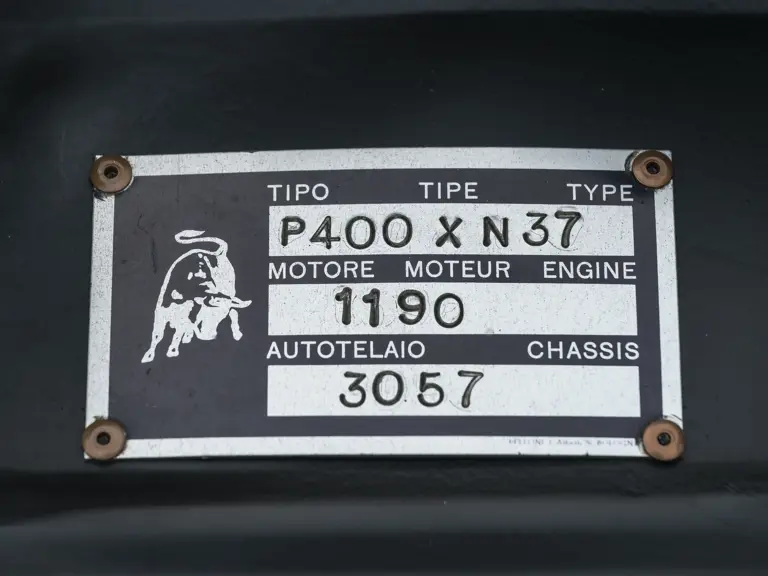 TIPO TIPE TYPE
P400 X N37
MOTORE MOTEUR ENGINE
1190
AUTOTELAIO CHASSIS
3057